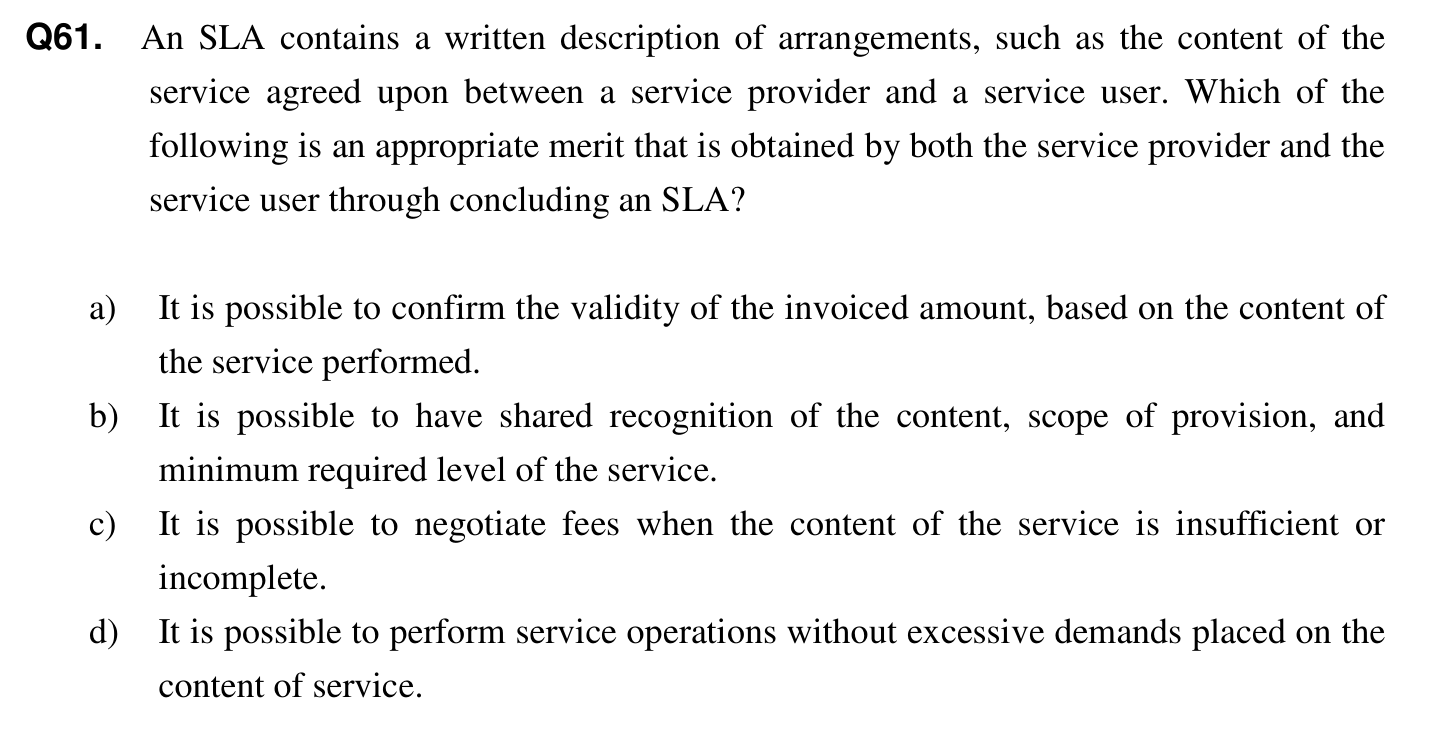 Q61. An SLA contains a written description of arrangements, such as the content of the
service agreed upon between a service provider and a service user. Which of the
following is an appropriate merit that is obtained by both the service provider and the
service user through concluding an SLA?
a) It is possible to confirm the validity of the invoiced amount, based on the content of
the service performed.
b) It is possible to have shared recognition of the content, scope of provision, and
minimum required level of the service.
c) It is possible to negotiate fees when the content of the service is insufficient or
incomplete.
d) It is possible to perform service operations without excessive demands placed on the
content of service.